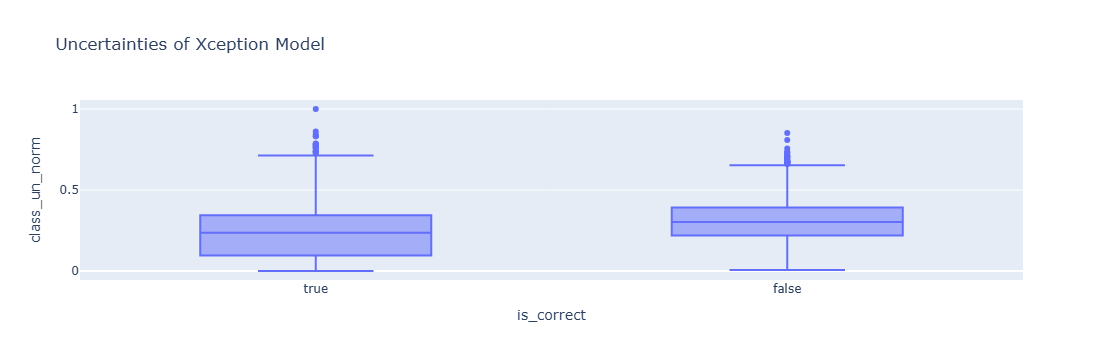 Uncertainties of Xception Model
class_un_norm
1
0.5
0
true
false
is_correct